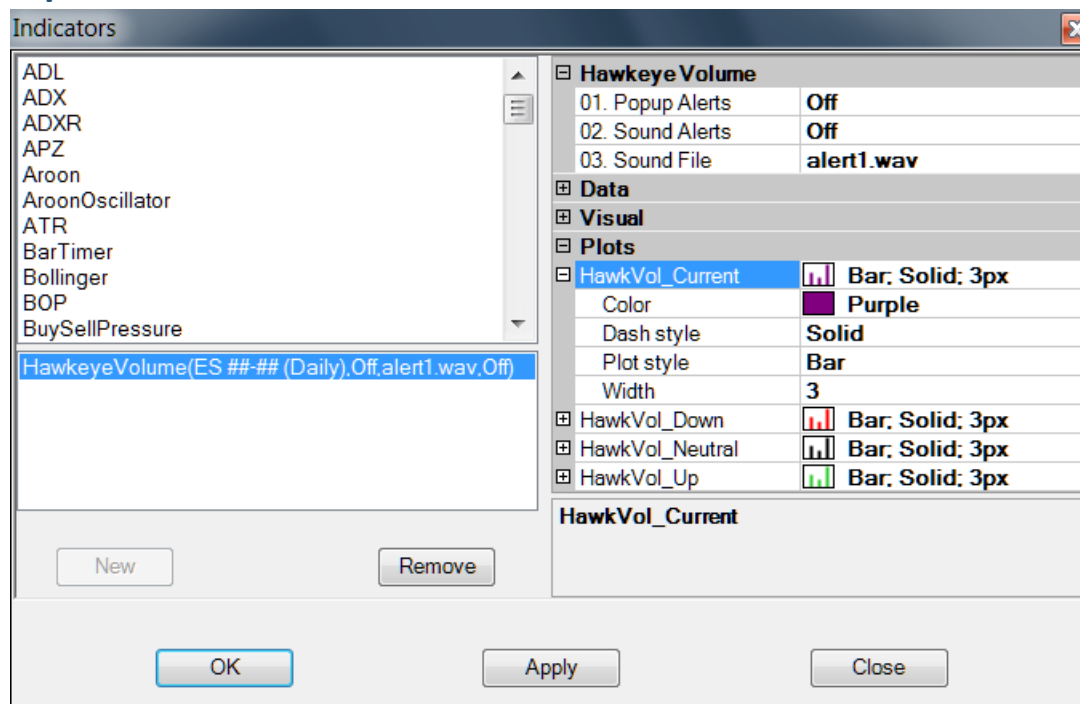 Indicators
ADL
ADX
ADXR
APZ
Aroon
AroonOscillator
ATR
BarTimer
Bollinger
BOP
BuySellPressure
HawkeyeVolume(ES ##-## (Daily),Off,alert1.wav,Off)
New
Remove
Hawkeye Volume
01. Popup Alerts Off
02. Sound Alerts Off
03. Sound File alert1.wav
Data
Visual
Plots
HawkVol_Current Bar; Solid; 3px
Color Purple
Dash style Solid
Plot style Bar
Width 3
HawkVol_Down Bar; Solid; 3px
HawkVol_Neutral Bar; Solid; 3px
HawkVol_Up Bar; Solid; 3px
HawkVol_Current
OK
Apply
Close